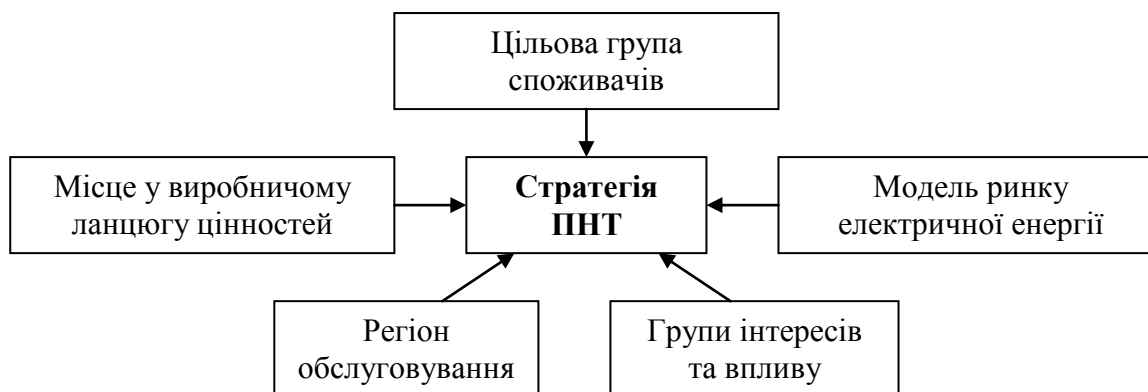 Цільова група
споживачів
Місце у виробничому
ланцюгу цінностей
Стратегія
ПНТ
Модель ринку
електричної енергії
Регіон
обслуговування
Групи інтересів
та впливу